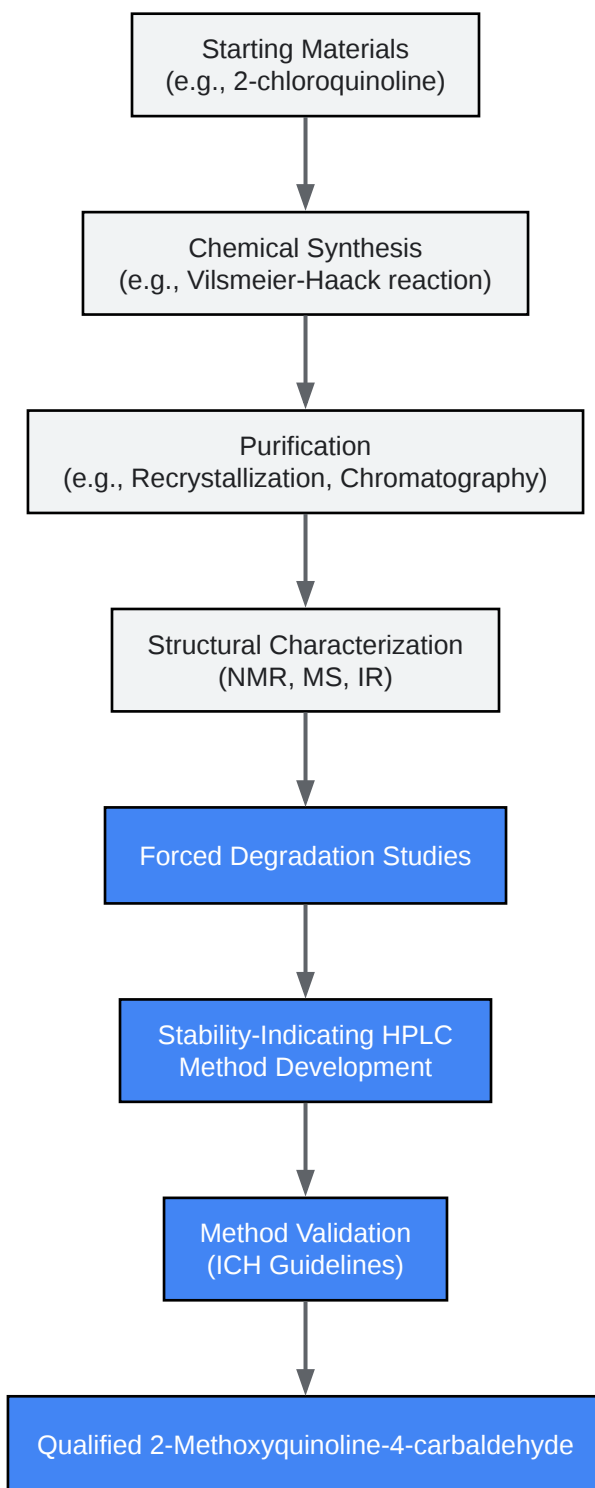 Starting Materials
(e.g., 2-chloroquinoline)
Chemical Synthesis
(e.g., Vilsmeier-Haack reaction)
Purification
(e.g., Recrystallization, Chromatography)
Structural Characterization
(NMR, MS, IR)
Forced Degradation Studies
Stability-Indicating HPLC
Method Development
Method Validation
(ICH Guidelines)
Qualified 2-Methoxyquinoline-4-carbaldehyde